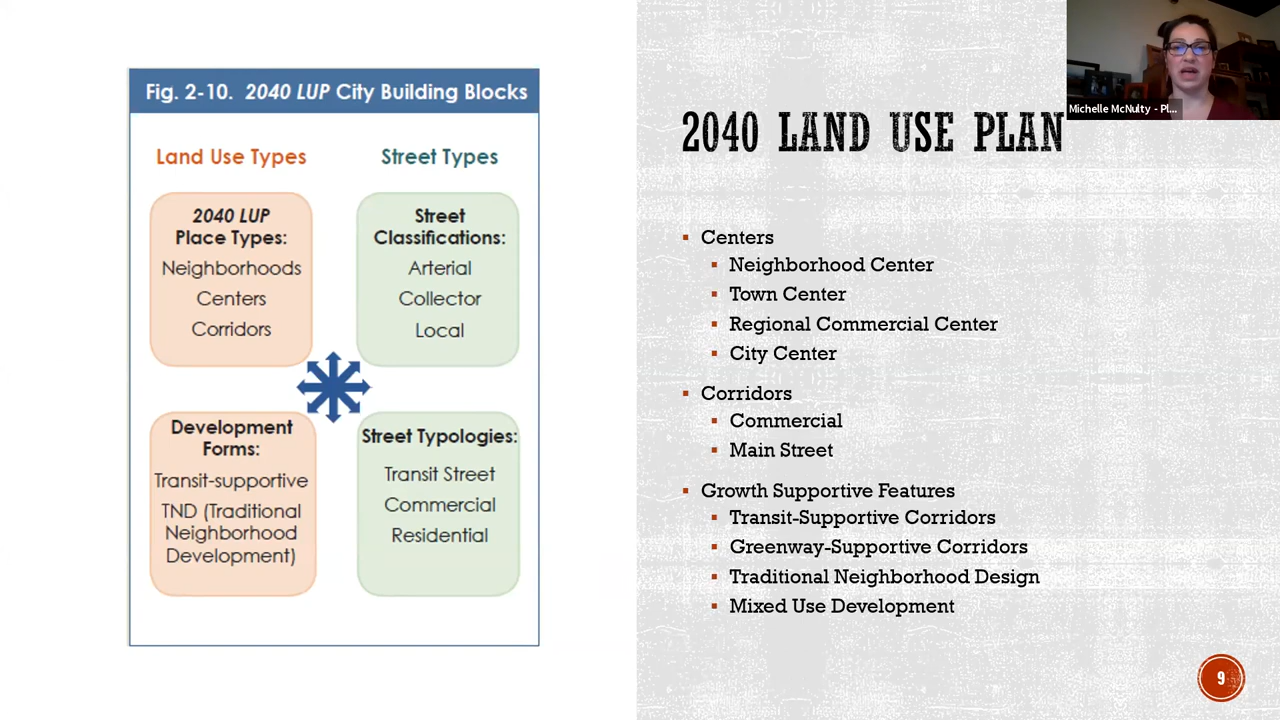 Fig. 2-10. 2040 LUP City Building Blocks
Land Use Types
Street Types
2040 LUP
Place Types:
Neighborhoods
Centers
Corridors
Street
Classifications:
Arterial
Collector
Local
Development
Forms:
Transit-supportive
TND (Traditional
Neighborhood
Development)
Street Typologies:
Transit Street
Commercial
Residential
2040 LAND USE PLAN
Centers
Neighborhood Center
Town Center
Regional Commercial Center
City Center
Corridors
Commercial
Main Street
Growth Supportive Features
Transit-Supportive Corridors
Greenway-Supportive Corridors
Traditional Neighborhood Design
Mixed Use Development
Michelle McNulty - Pl...
9